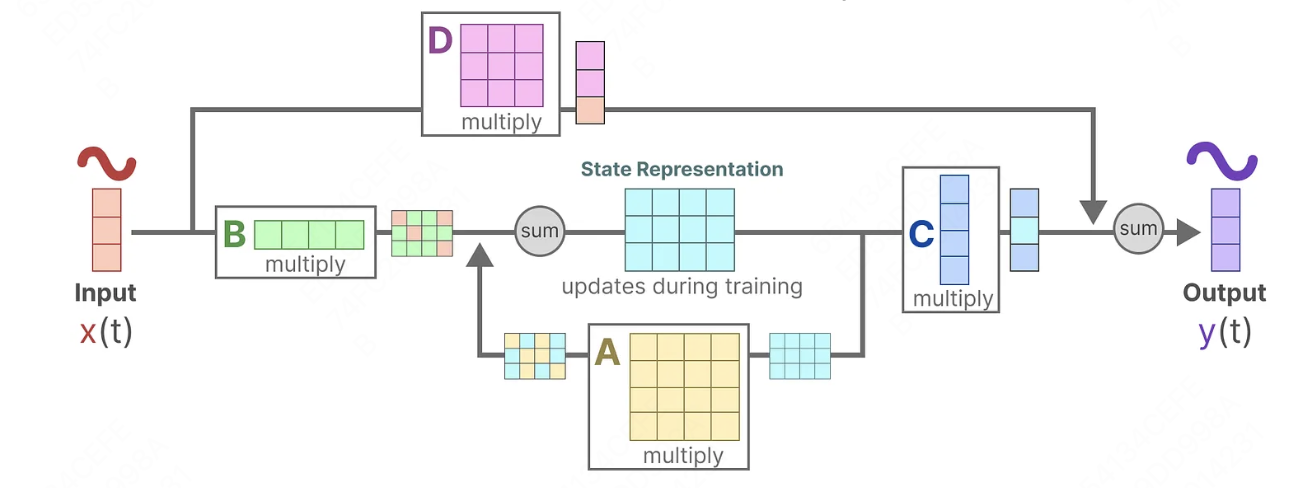 D
multiply
State Representation
B
multiply
sum
updates during training
C
multiply
sum
Input
x(t)
Output
y(t)
A
multiply